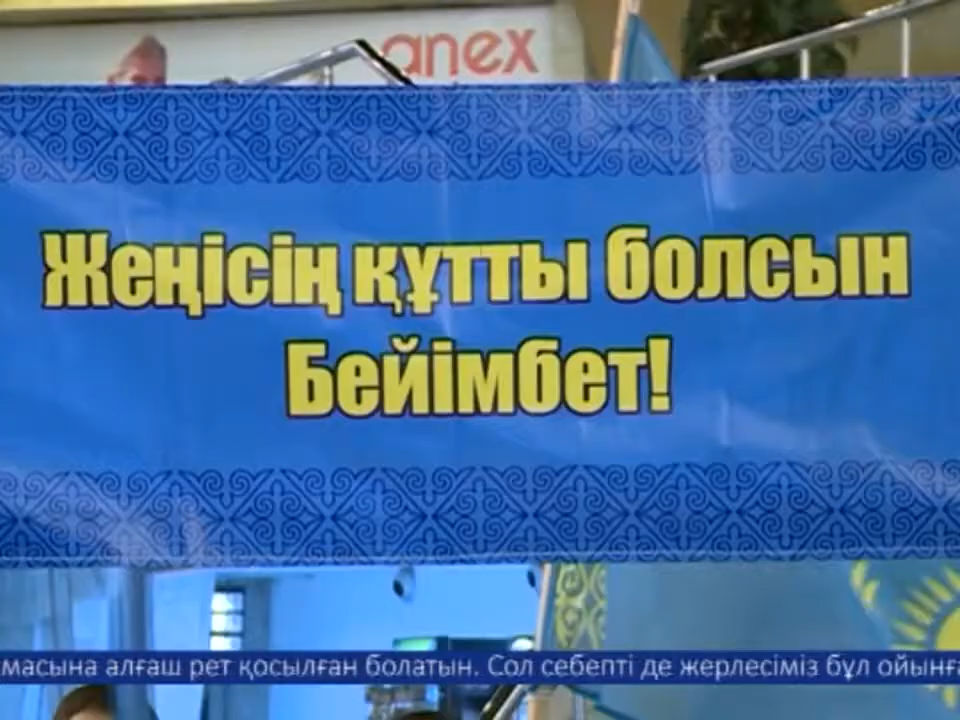 anex
Жеңісің құтты болсын
Бейімбет!
масына алғаш рет қосылған болатын. Сол себепті де жерлесіміз бұл ойынға